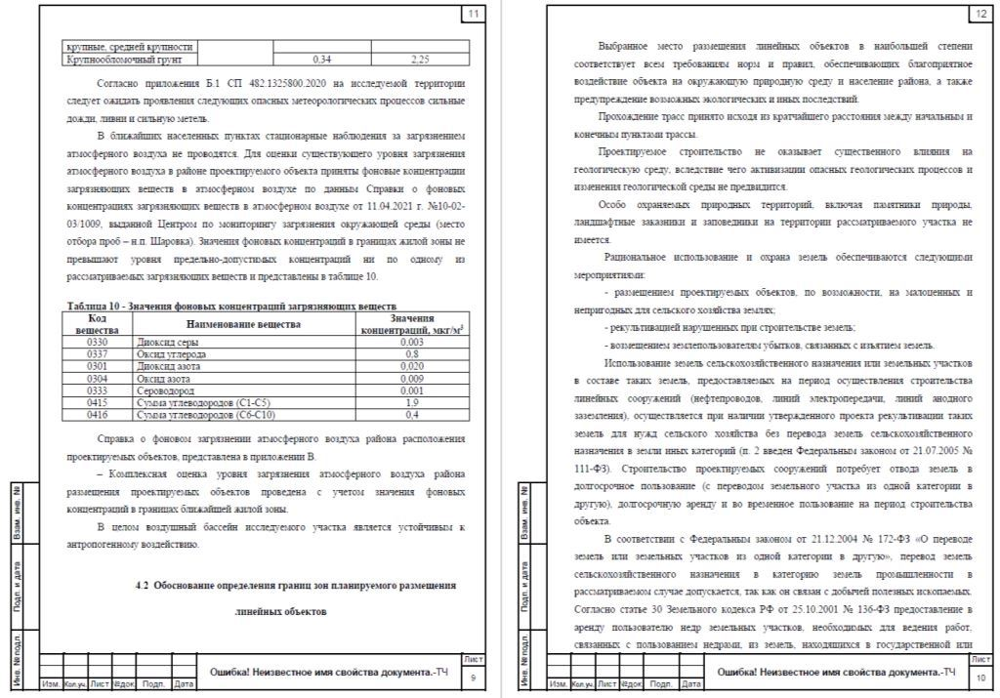 11
крупные, средней крупности
Крупнообломочный грунт 0,34 2,25
Согласно приложения Б.1 СП 482.1325800.2020 на исследуемой территории
следует ожидать проявления следующих опасных метеорологических процессов сильные
дожди, ливни и сильную метель.
В ближайших населенных пунктах стационарные наблюдения за загрязнением
атмосферного воздуха не проводятся. Для оценки существующего уровня загрязнения
атмосферного воздуха в районе проектируемого объекта приняты фоновые концентрации
загрязняющих веществ в атмосферном воздухе по данным Справки о фоновых
концентрациях загрязняющих веществ в атмосферном воздухе от 11.04.2021 г. №10-02-
03/1009, выданной Центром по мониторингу загрязнения окружающей среды (место
отбора проб – н.п. Шаровка). Значения фоновых концентраций в границах жилой зоны не
превышают уровня предельно-допустимых концентраций ни по одному из
рассматриваемых загрязняющих веществ и представлены в таблице 10.
Таблица 10 - Значения фоновых концентраций загрязняющих веществ
Код вещества Наименование вещества Значения концентраций, мкг/м³
0330 Диоксид серы 0,003
0337 Оксид углерода 0,8
0301 Диоксид азота 0,020
0304 Оксид азота 0,009
0333 Сероводород 0,001
0415 Сумма углеводородов (С1-С5) 1,9
0416 Сумма углеводородов (С6-С10) 0,4
Справка о фоновом загрязнении атмосферного воздуха района расположения
проектируемых объектов, представлена в приложении В.
– Комплексная оценка уровня загрязнения атмосферного воздуха района
размещения проектируемых объектов проведена с учетом значения фоновых
концентраций в границах ближайшей жилой зоны.
В целом воздушный бассейн исследуемого участка является устойчивым к
антропогенному воздействию.
4.2 Обоснование определения границ зон планируемого размещения
линейных объектов
Взам. инв. №
Подп. и дата
Инв. № подл.
Изм. Кол.уч. Лист №док. Подп. Дата
Ошибка! Неизвестное имя свойства документа.-ТЧ
Лист
9
12
Выбранное место размещения линейных объектов в наибольшей степени
соответствует всем требованиям норм и правил, обеспечивающих благоприятное
воздействие объекта на окружающую природную среду и население района, а также
предупреждение возможных экологических и иных последствий.
Прохождение трасс принято исходя из кратчайшего расстояния между начальным и
конечным пунктами трассы.
Проектируемое строительство не оказывает существенного влияния на
геологическую среду, вследствие чего активизации опасных геологических процессов и
изменения геологической среды не предвидится.
Особо охраняемых природных территорий, включая памятники природы,
ландшафтные заказники и заповедники на территории рассматриваемого участка не
имеется.
Рациональное использование и охрана земель обеспечиваются следующими
мероприятиями:
- размещением проектируемых объектов, по возможности, на малоценных и
непригодных для сельского хозяйства землях;
- рекультивацией нарушенных при строительстве земель;
- возмещением землепользователям убытков, связанных с изъятием земель.
Использование земель сельскохозяйственного назначения или земельных участков
в составе таких земель, предоставляемых на период осуществления строительства
линейных сооружений (нефтепроводов, линий электропередачи, линий анодного
заземления), осуществляется при наличии утвержденного проекта рекультивации таких
земель для нужд сельского хозяйства без перевода земель сельскохозяйственного
назначения в земли иных категорий (п. 2 введен Федеральным законом от 21.07.2005 №
111-ФЗ). Строительство проектируемых сооружений потребует отвода земель в
долгосрочное пользование (с переводом земельного участка из одной категории в
другую), долгосрочную аренду и во временное пользование на период строительства
объекта.
В соответствии с Федеральным законом от 21.12.2004 № 172-ФЗ «О переводе
земель или земельных участков из одной категории в другую», перевод земель
сельскохозяйственного назначения в категорию земель промышленности в
рассматриваемом случае допускается, так как он связан с добычей полезных ископаемых.
Согласно статье 30 Земельного кодекса РФ от 25.10.2001 № 136-ФЗ предоставление в
аренду пользователю недр земельных участков, необходимых для ведения работ,
связанных с пользованием недрами, из земель, находящихся в государственной или
Взам. инв. №
Подп. и дата
Инв. № подл.
Изм. Кол.уч. Лист №док. Подп. Дата
Ошибка! Неизвестное имя свойства документа.-ТЧ
Лист
10